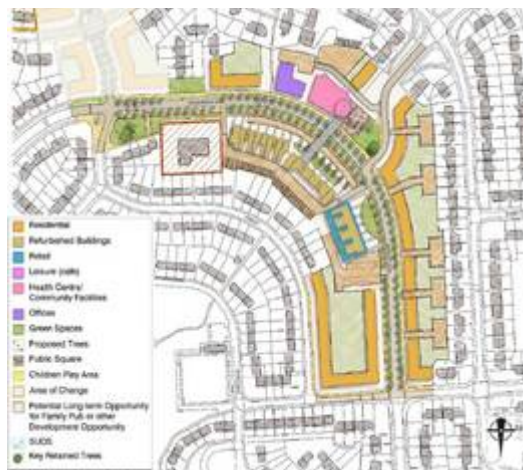 Residential
Refurbished Buildings
Retail
Leisure (cafe)
Health Centre/
Community Facilities
Offices
Green Spaces
Proposed Trees
Public Square
Children Play Area
Area of Change
Potential Long-term Opportunity
for Family Pub or other
Development Opportunity
SUDS
Key Retained Trees